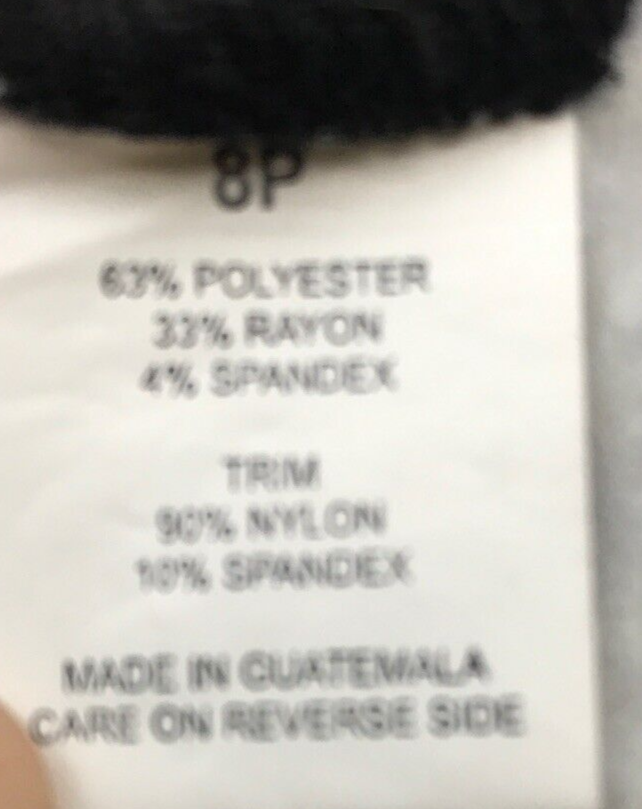 8P
63% POLYESTER
33% RAYON
4% SPANDEX
TRIM
90% NYLON
10% SPANDEX
MADE IN GUATEMALA
CARE ON REVERSE SIDE